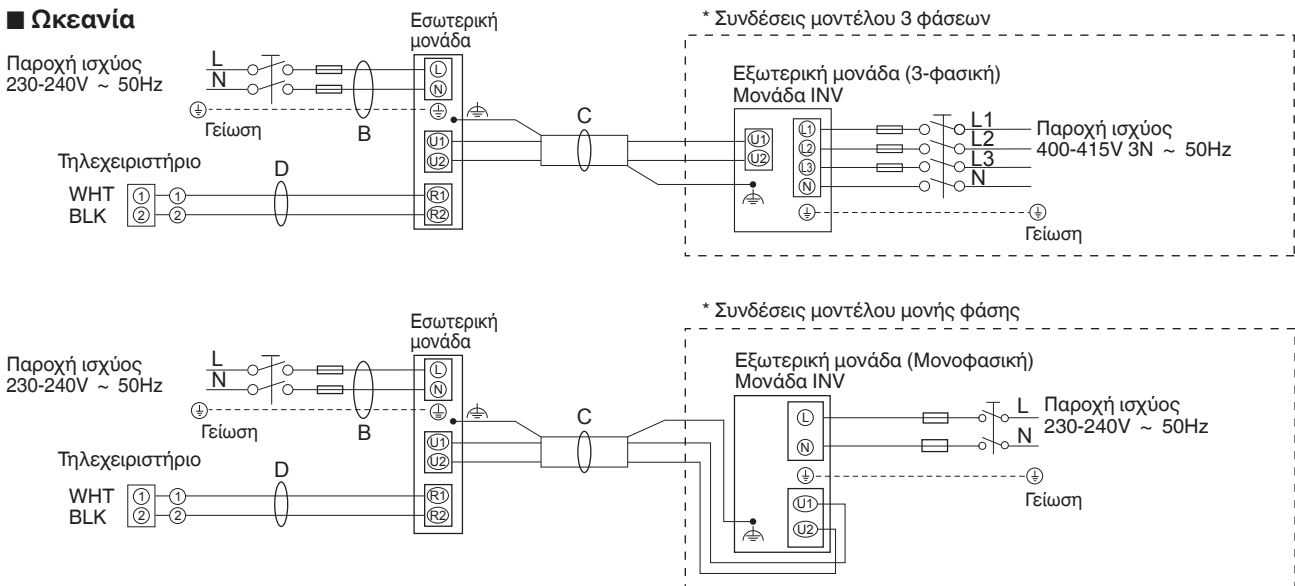 ■ Ωκεανία
Εσωτερική
μονάδα
* Συνδέσεις μοντέλου 3 φάσεων
Παροχή ισχύος
230-240V ~ 50Hz
L
N
Γείωση
B
L
N
U1
U2
R1
R2
C
Τηλεχειριστήριο
WHT
BLK
1
2
1
2
D
Εξωτερική μονάδα (3-φασική)
Μονάδα INV
U1
U2
L1
L2
L3
N
L1
L2
L3
N
Παροχή ισχύος
400-415V 3N ~ 50Hz
Γείωση
* Συνδέσεις μοντέλου μονής φάσης
Εσωτερική
μονάδα
Παροχή ισχύος
230-240V ~ 50Hz
L
N
Γείωση
B
L
N
U1
U2
R1
R2
C
Τηλεχειριστήριο
WHT
BLK
1
2
1
2
D
Εξωτερική μονάδα (Μονοφασική)
Μονάδα INV
L
N
U1
U2
L
N
Παροχή ισχύος
230-240V ~ 50Hz
Γείωση